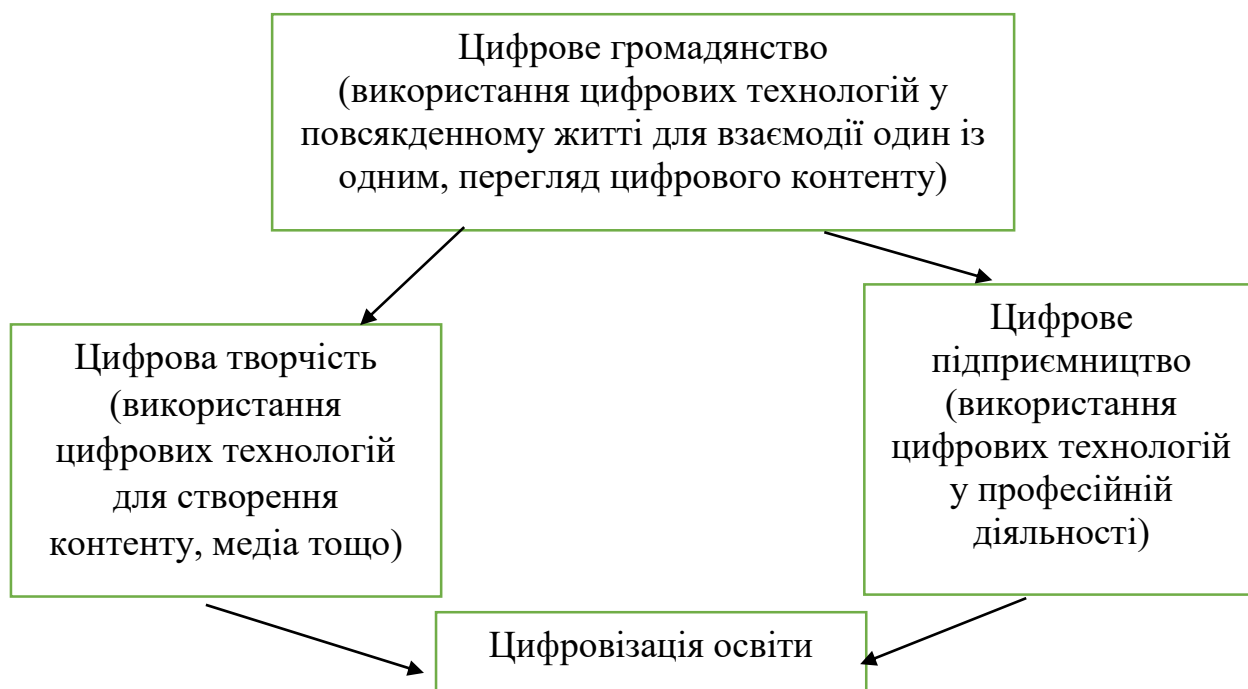 Цифрове громадянство
(використання цифрових технологій у
повсякденному житті для взаємодії один із
одним, перегляд цифрового контенту)
Цифрова творчість
(використання
цифрових технологій
для створення
контенту, медіа тощо)
Цифрове
підприємництво
(використання
цифрових технологій
у професійній
діяльності)
Цифровізація освіти